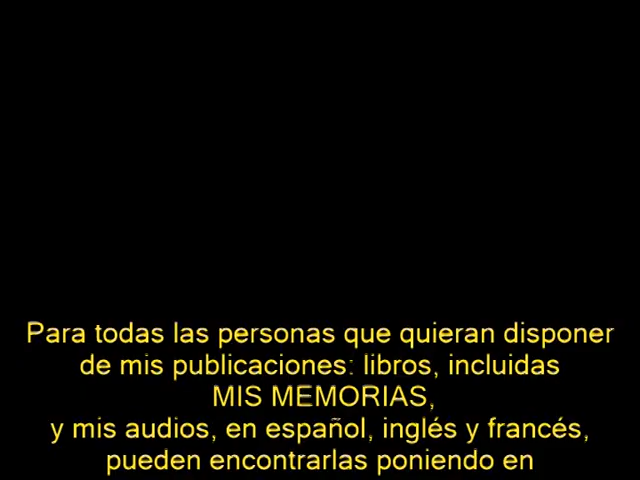 Para todas las personas que quieran disponer
de mis publicaciones: libros, incluidas
MIS MEMORIAS,
y mis audios, en español, inglés y francés,
pueden encontrarlas poniendo en